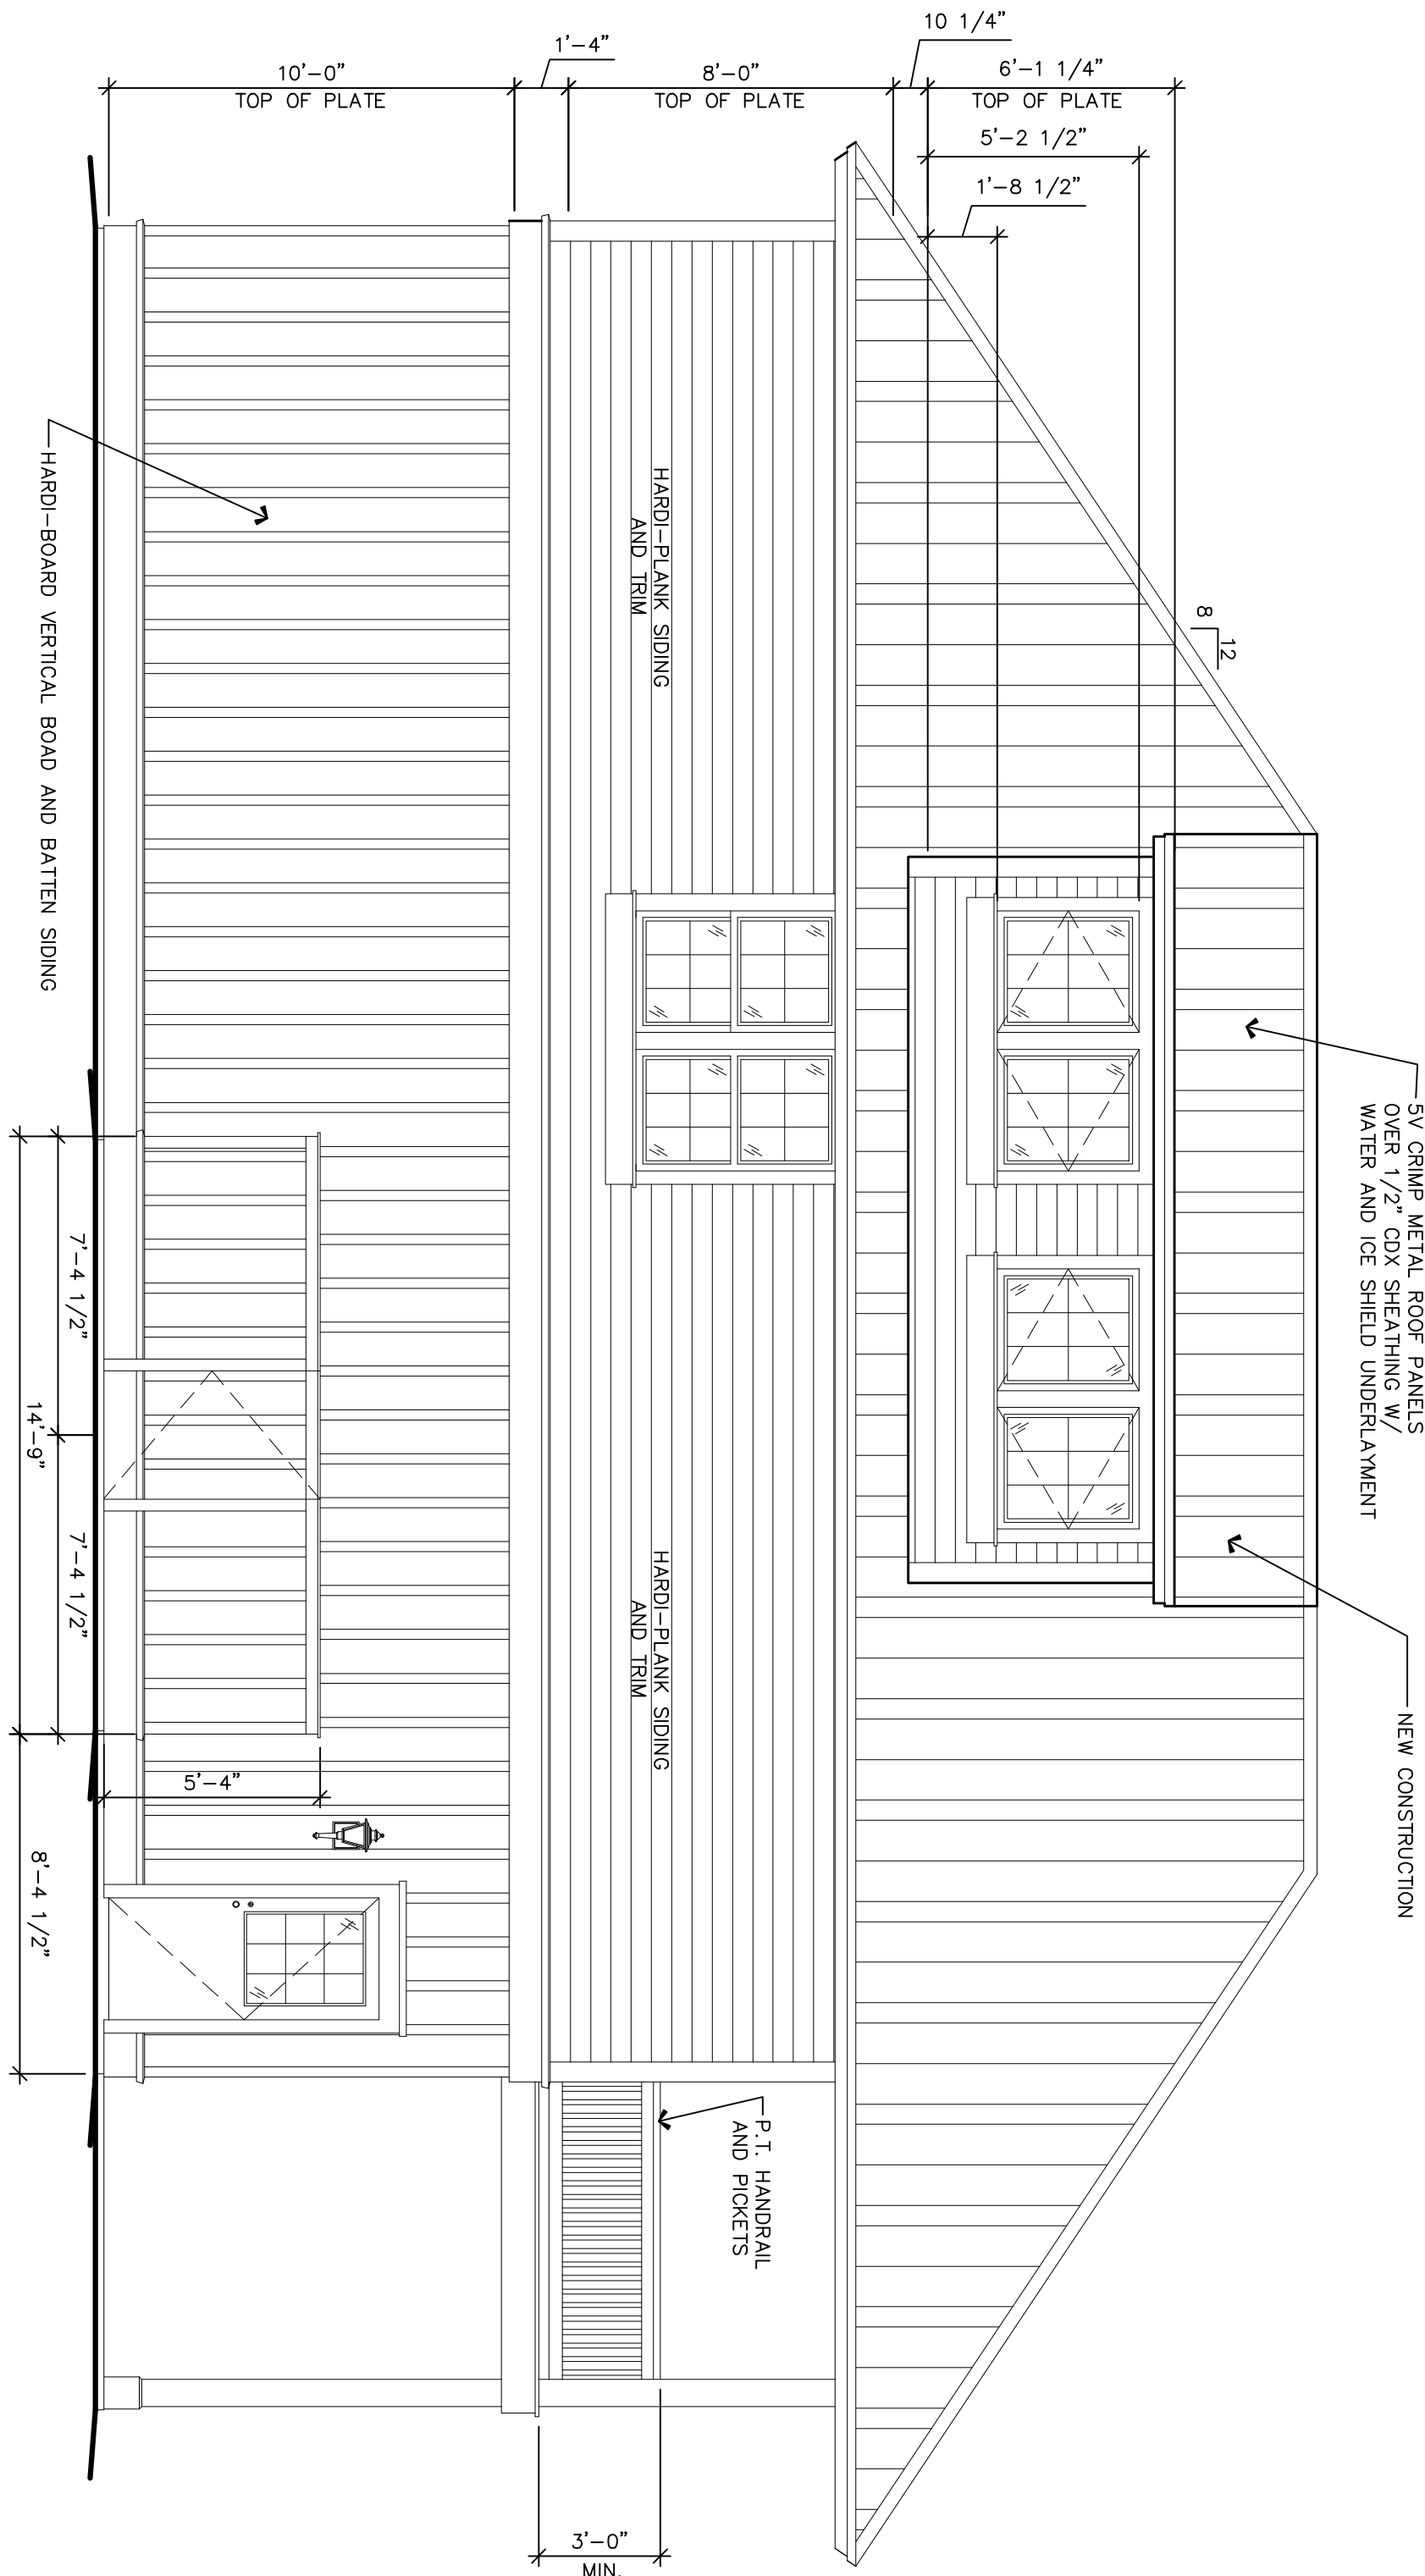 10'-0"
TOP OF PLATE
1'-4"
8'-0"
TOP OF PLATE
10 1/4"
6'-1 1/4"
TOP OF PLATE
5'-2 1/2"
1'-8 1/2"
8
12
5V CRIMP METAL ROOF PANELS
OVER 1/2" CDX SHEATHING W/
WATER AND ICE SHIELD UNDERLAYMENT
NEW CONSTRUCTION
HARDI-PLANK SIDING
AND TRIM
HARDI-PLANK SIDING
AND TRIM
P.T. HANDRAIL
AND PICKETS
HARDI-BOARD VERTICAL BOAD AND BATTEN SIDING
7'-4 1/2"
7'-4 1/2"
14'-9"
8'-4 1/2"
5'-4"
3'-0"
MIN.